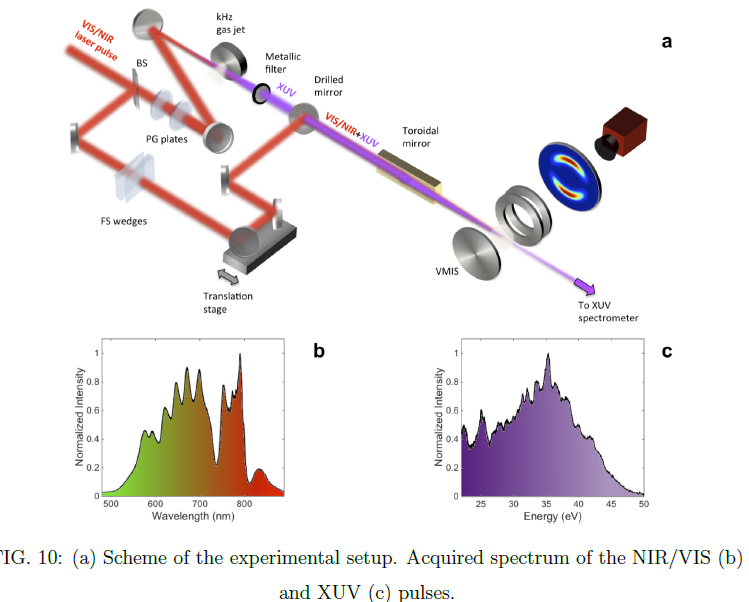 a
VIS/NIR
laser pulse
kHz
gas jet
BS
Metallic
filter
XUV
Drilled
mirror
PG plates
VIS/NIR+XUV
Toroidal
mirror
FS wedges
VMIS
Translation
stage
To XUV
spectrometer
b
Normalized Intensity
1
0.8
0.6
0.4
0.2
0
500 600 700 800
Wavelength (nm)
c
Normalized Intensity
1
0.8
0.6
0.4
0.2
0
25 30 35 40 45 50
Energy (eV)
IG. 10: (a) Scheme of the experimental setup. Acquired spectrum of the NIR/VIS (b)
and XUV (c) pulses.